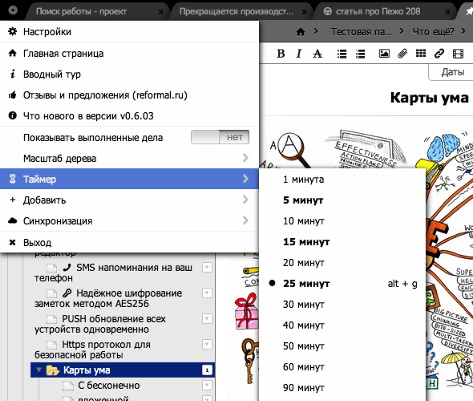 Поиск работы - проект
Прекращается производст...
статья про Пежо 208
Настройки
Главная страница
Вводный тур
Отзывы и предложения (reformal.ru)
Что нового в версии v0.6.03
Показывать выполненные дела нет
Масштаб дерева
Таймер
Добавить
Синхронизация
Выход
Тестовая па... Что ещё?
B I A
Даты
Карты ума
1 минута
5 минут
10 минут
15 минут
20 минут
25 минут alt + g
30 минут
40 минут
50 минут
60 минут
90 минут
редактор
SMS напоминания на ваш
телефон
Надёжное шифрование
заметок методом AES256
PUSH обновление всех
устройств одновременно
Https протокол для
безопасной работы
Карты ума 1
С бесконечно
вложенной
A
EFFECTIVENESS
BIG PICTURE